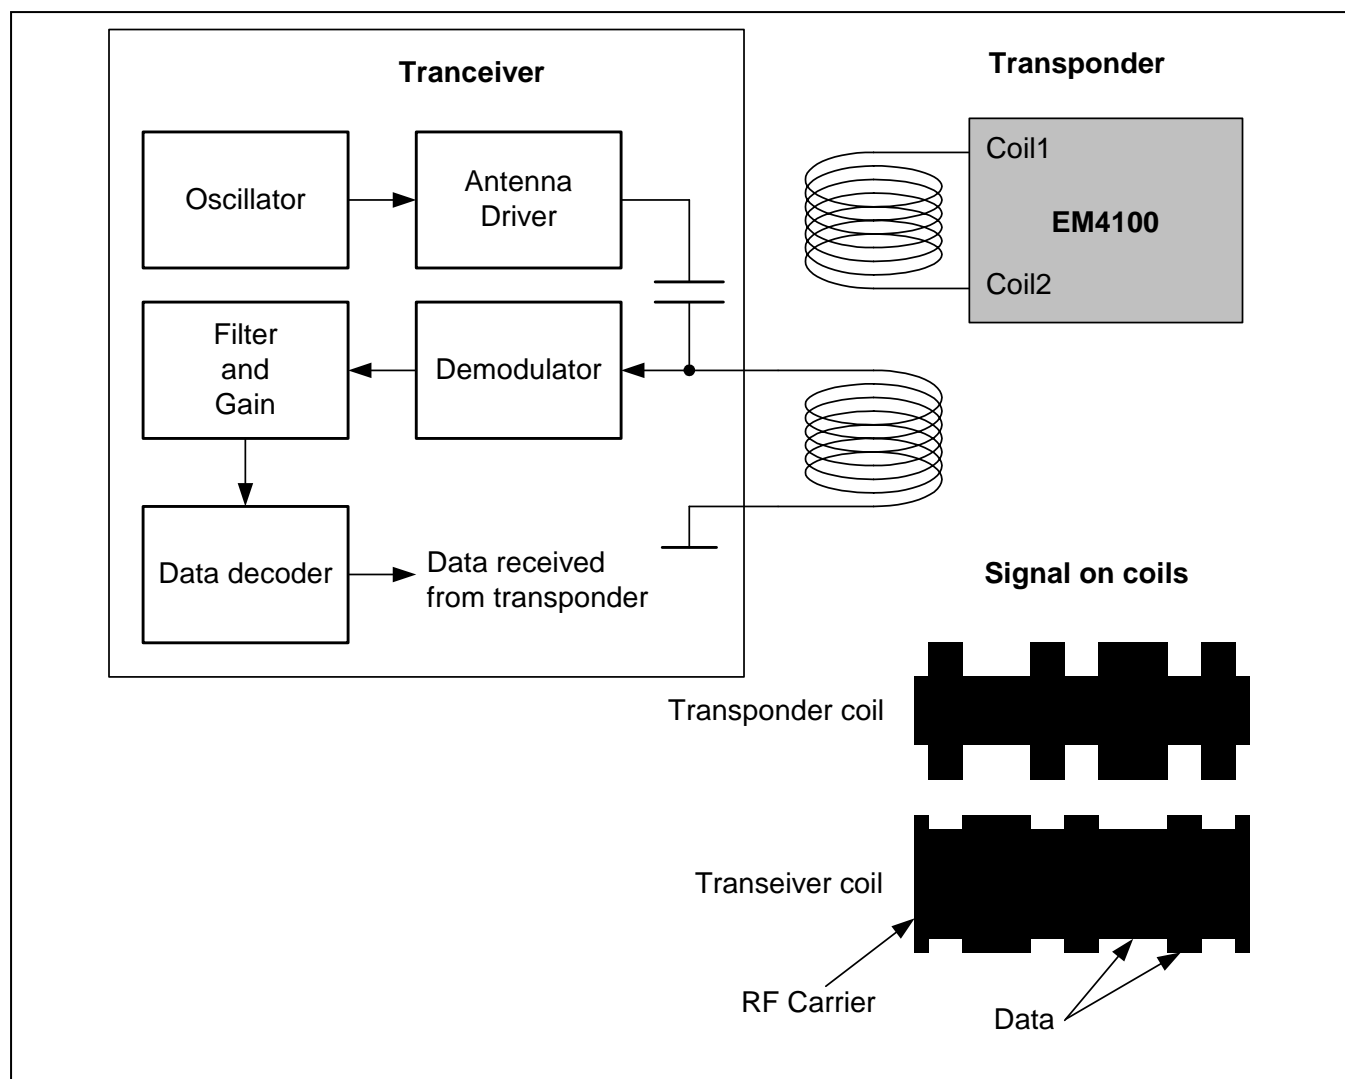 Tranceiver
Transponder
Oscillator
Antenna
Driver
Coil1
EM4100
Coil2
Filter
and
Gain
Demodulator
Data decoder
Data received
from transponder
Signal on coils
Transponder coil
Transeiver coil
RF Carrier
Data